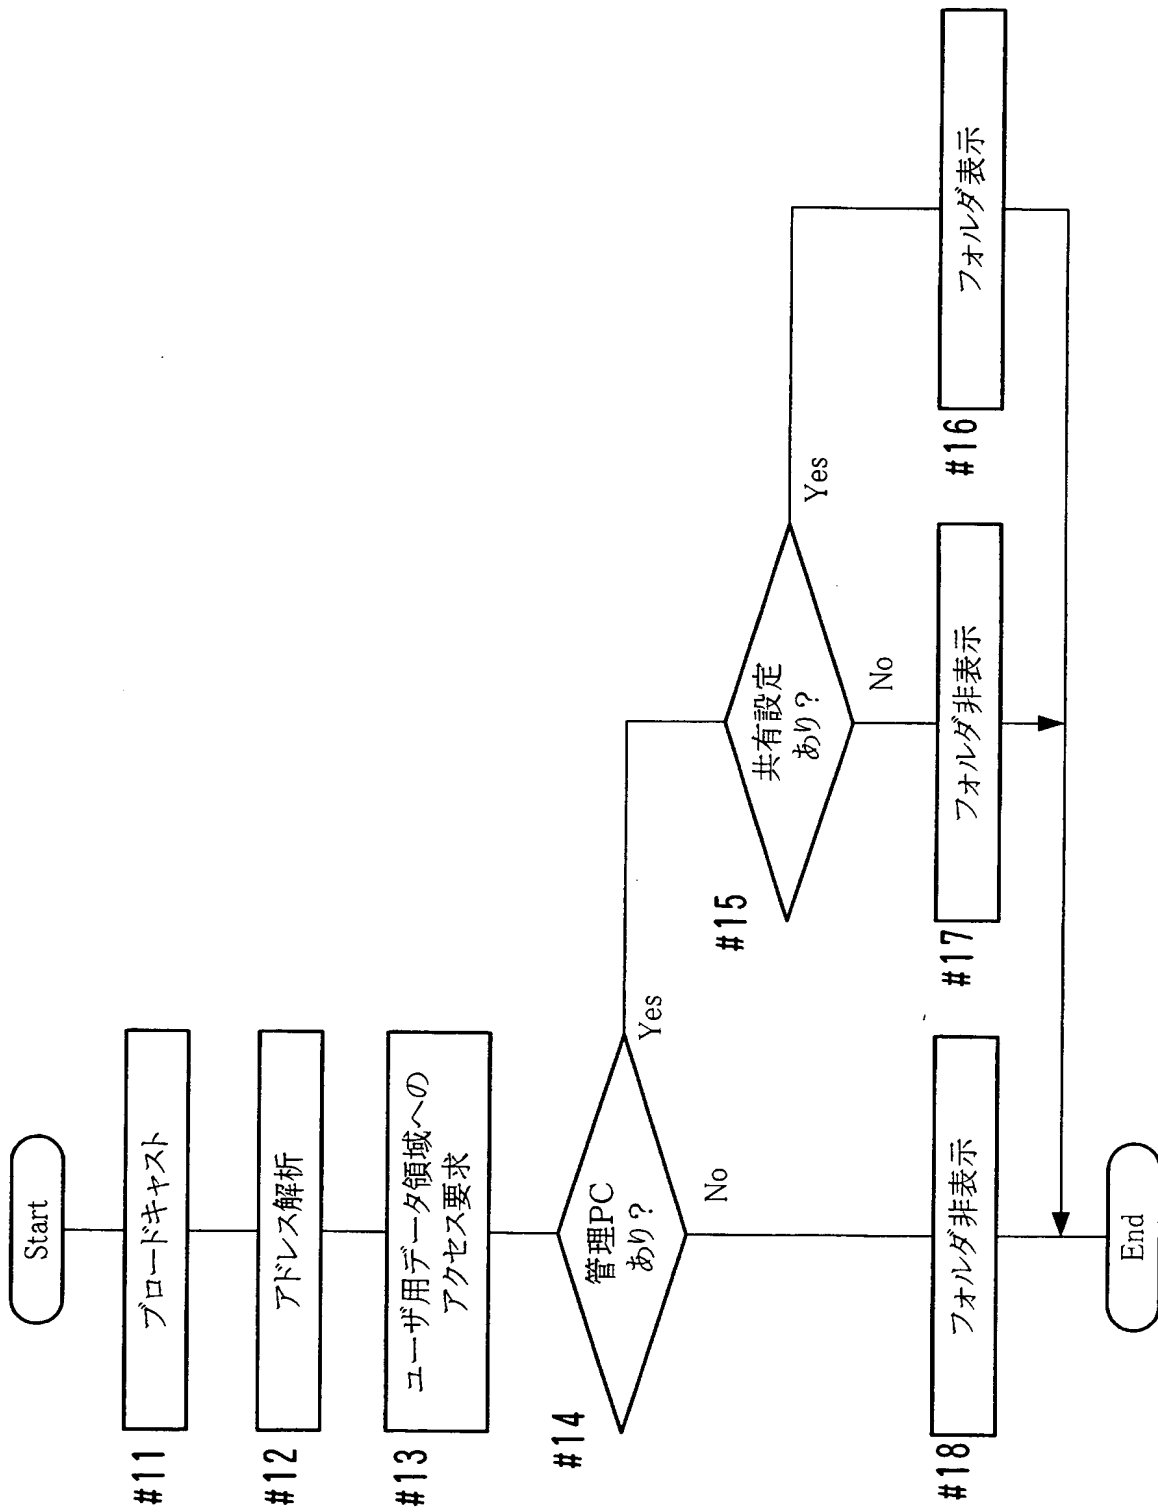 Start
#11
ブロードキャスト
#12
アドレス解析
#13
ユーザ用データ領域への
アクセス要求
#14
管理PC
あり？
Yes
No
#15
共有設定
あり？
Yes
No
#18
フォルダ非表示
#17
フォルダ非表示
#16
フォルダ表示
End